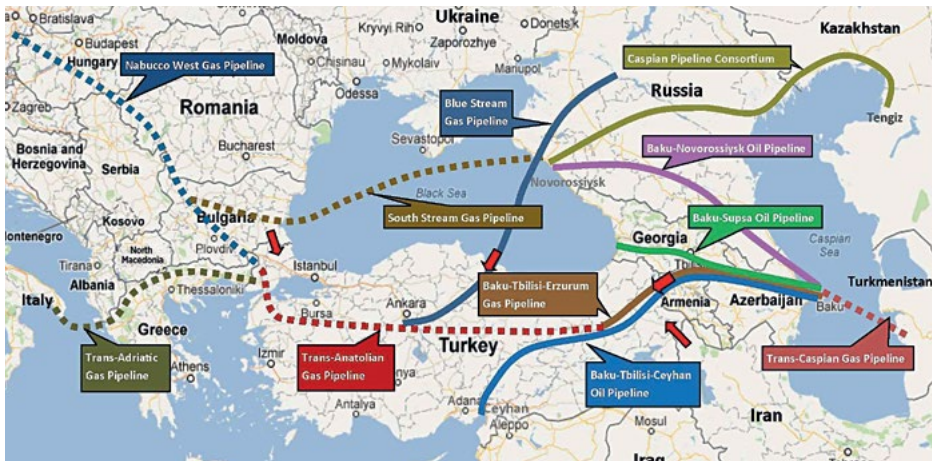 Bratislava
Budapest
Hungary
Nabucco West Gas Pipeline
Zagreb
Romania
Bosnia and
Herzegovina
Serbia
Bucharest
Kosovo
ontenegro
Bulgaria
North
Macedonia
Plovdiv
Tirana
Albania
Thessaloniki
Italy
Greece
Trans-Adriatic
Gas Pipeline
Athens
Moldova
Chisinau
Ukraine
Kryvyi Rih
Donets'k
Zaporozhye
Mykolaiv
Mariupol
Odessa
Sevastopol
Blue Stream
Gas Pipeline
Black Sea
South Stream Gas Pipeline
Istanbul
Bursa
Izmir
Trans-Anatolian
Gas Pipeline
Antalya
nya
Ankara
Turkey
Adana
Ceyhan
Aleppo
Baku-Tbilisi-Erzurum
Gas Pipeline
Baku-Tbilisi-Ceyhan
Oil Pipeline
Mosul
Iraq
Caspian Pipeline Consortium
Kazakhstan
Russia
Tengiz
Baku-Novorossiysk Oil Pipeline
Novorossiysk
Baku-Supsa Oil Pipeline
Georgia
Armenia
Azerbaijan
Baku
Caspian
Sea
Turkmenistan
Trans-Caspian Gas Pipeline
Iran